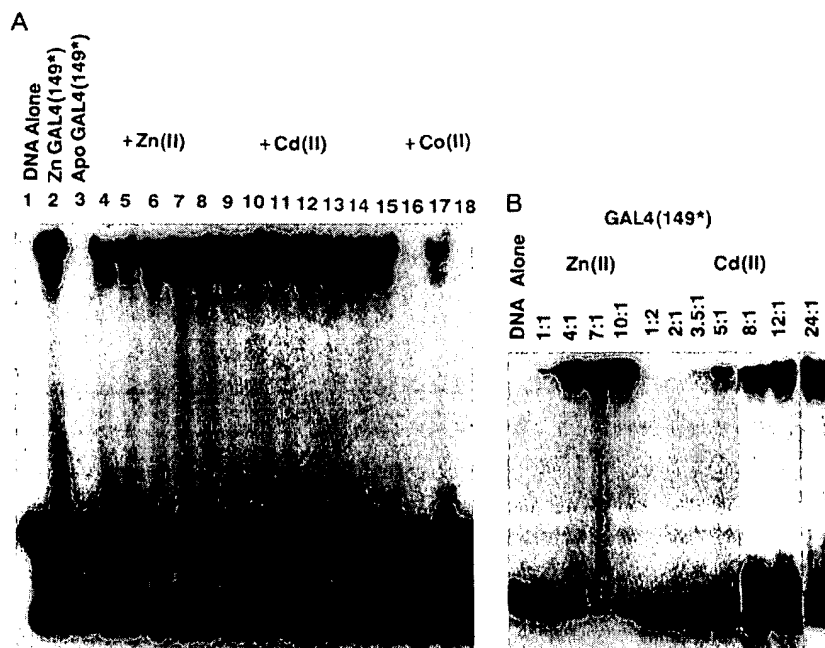 A
DNA Alone
Zn GAL4(149*)
Apo GAL4(149*)
+Zn(II)
+Cd(II)
+Co(II)
1 2 3 4 5 6 7 8 9 10 11 12 13 14 15 16 17 18
B
GAL4(149*)
DNA Alone
Zn(II)
Cd(II)
1:1
4:1
7:1
10:1
1:2
2:1
3.5:1
5:1
8:1
12:1
24:1